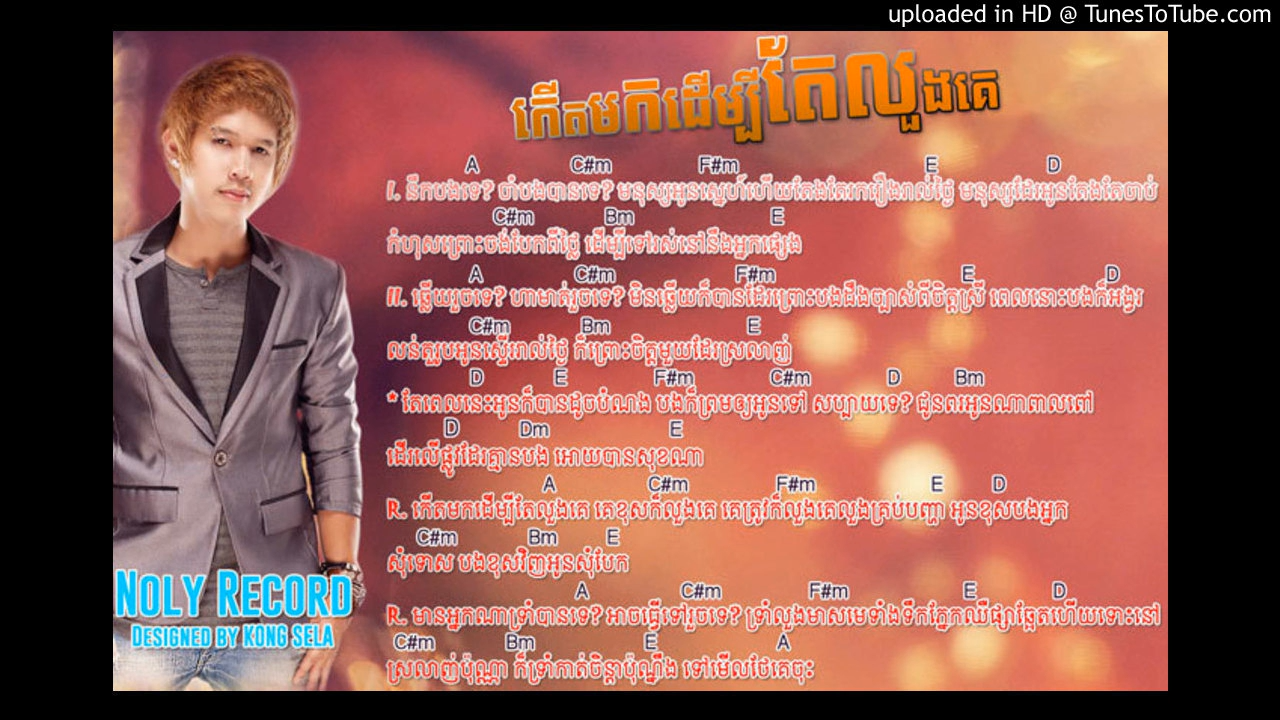 uploaded in HD @ TunesToTube.com
កើតមកដើម្បីតែលួងគេ
A C#m F#m E D
I. នឹកបងទេ? ចាំបងបានទេ? មនុស្សអូនស្នេហ៍ហើយតែងតែរករឿងរាល់ថ្ងៃ មនុស្សដែរអូនតែងតែចាប់
C#m Bm E
កំហុសព្រោះចង់បែកពីថ្លៃ ដើម្បីទៅរស់នៅនឹងអ្នកផ្សេង
A C#m F#m E D
II. ឆ្លើយរួចទេ? ហាមាត់រួចទេ? មិនឆ្លើយក៏បានដែរព្រោះបងដឹងច្បាស់ពីចិត្តស្រី ពេលនោះបងក៏អង្វរ
C#m Bm E
លន់តួរួបអូនស្ទើរាល់ថ្ងៃ ក៏ព្រោះចិត្តមួយដែរស្រលាញ់
D E F#m C#m D Bm
* តែពេលនេះអូនក៏បានដូចបំណង បងក៏ព្រមឲ្យអូនទៅ សប្បាយទេ? ជូនពរអូនណាពាលពៅ
D Dm E
ដើរលើផ្លូវដែរគ្មានបង អោយបានសុខណា
A C#m F#m E D
R. កើតមកដើម្បីតែលួងគេ គេខុសក៏លួងគេ គេត្រូវក៏លួងគេលួងគ្រប់បញ្ហា អូនខុសបងអ្នក
C#m Bm E
សុំទោស បងខុសវិញអូនសុំបែក
A C#m F#m E D
R. មានអ្នកណាទ្រាំបានទេ? អាចធ្វើទៅរួចទេ? ទ្រាំលួងមាសមេទាំងទឹកភ្នែកឈឺផ្សាឆ្អែតហើយទោះនៅ
C#m Bm E A
ស្រលាញ់ប៉ុណ្ណា ក៏ទ្រាំកាត់ចិន្តាប៉ុណ្នឹង ទៅមើលថែគេចុះ
NOLY RECORD
DESIGNED BY KONG SELA